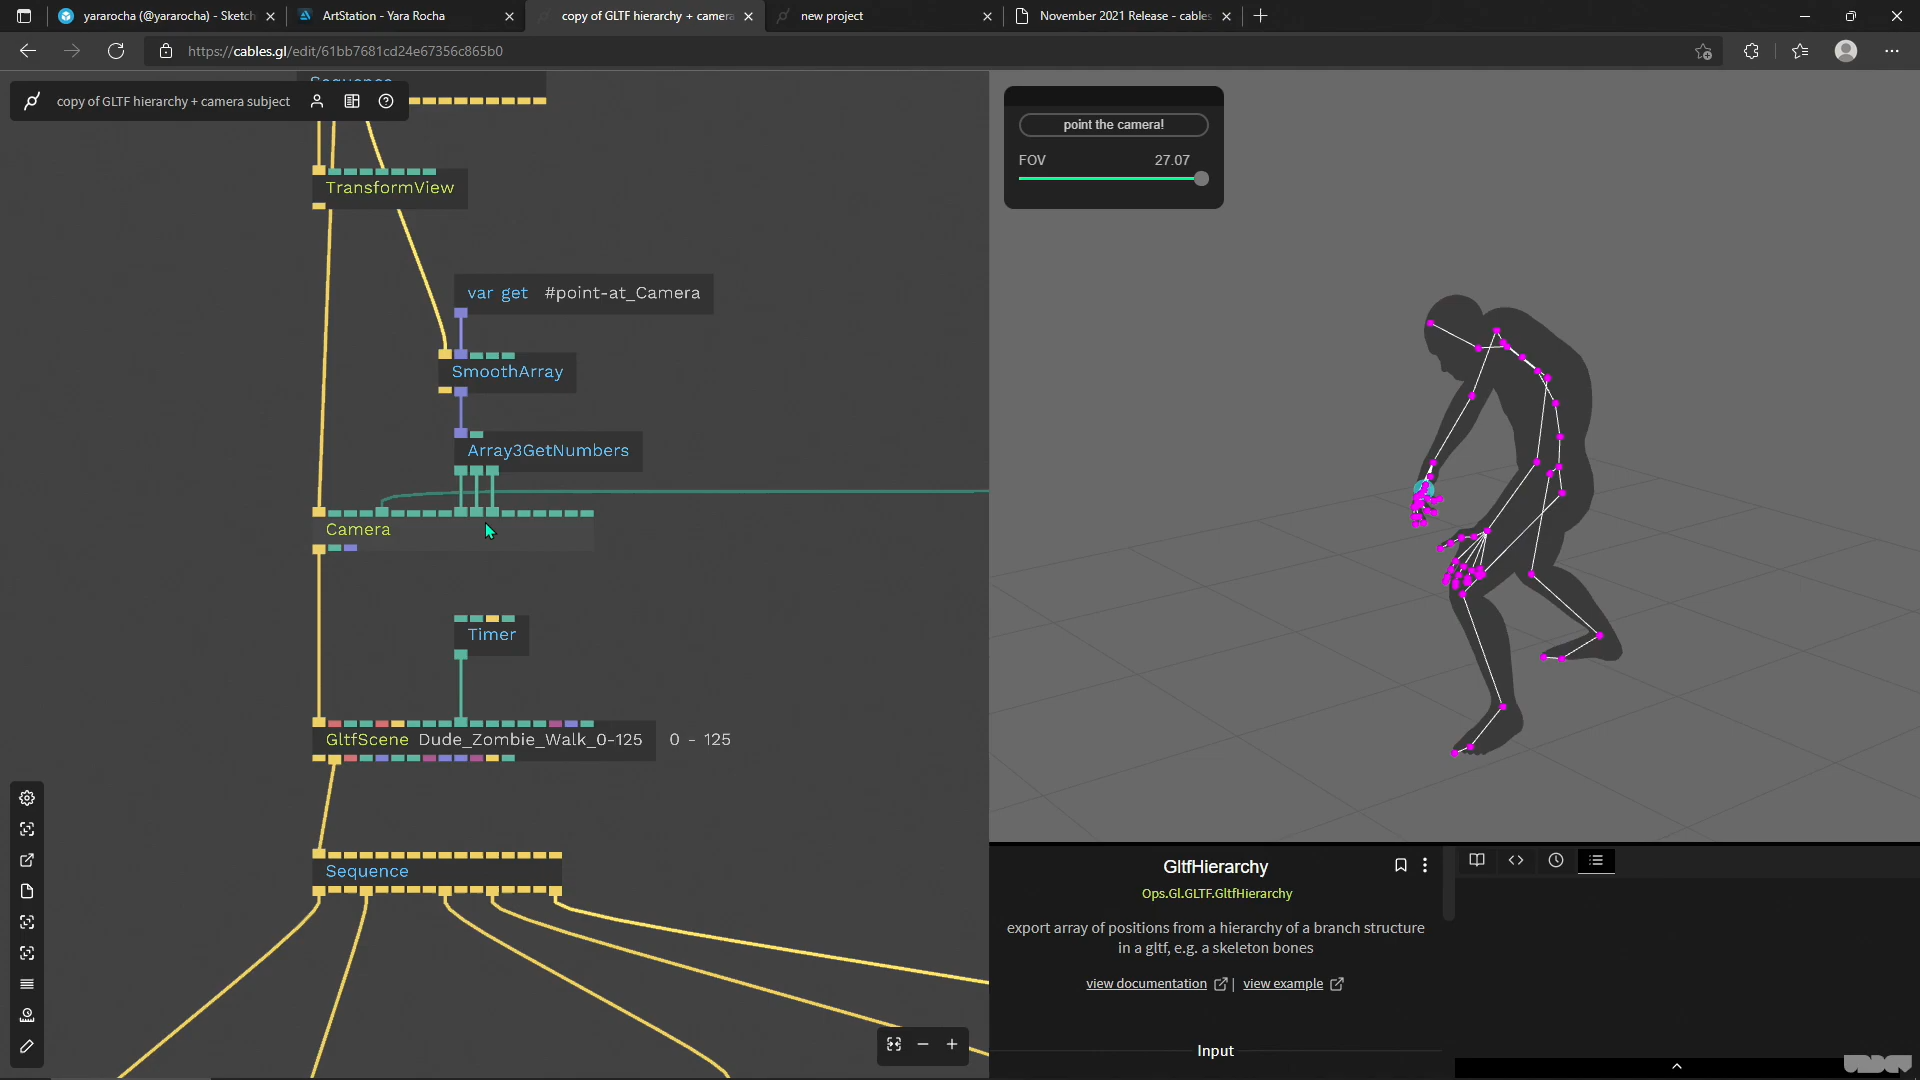 yararocha (@yararocha) - Sketch
ArtStation - Yara Rocha
copy of GLTF hierarchy + camera
new project
November 2021 Release - cables
https://cables.gl/edit/61bb7681cd24e67356c865b0
Sequence
copy of GLTF hierarchy + camera subject
point the camera!
FOV 27.07
TransformView
var get #point-at_Camera
SmoothArray
Array3GetNumbers
Camera
Timer
GltfScene Dude_Zombie_Walk_0-125 0 - 125
Sequence
GltfHierarchy
Ops.Gl.GLTF.GltfHierarchy
export array of positions from a hierarchy of a branch structure
in a gltf, e.g. a skeleton bones
view documentation | view example
Input